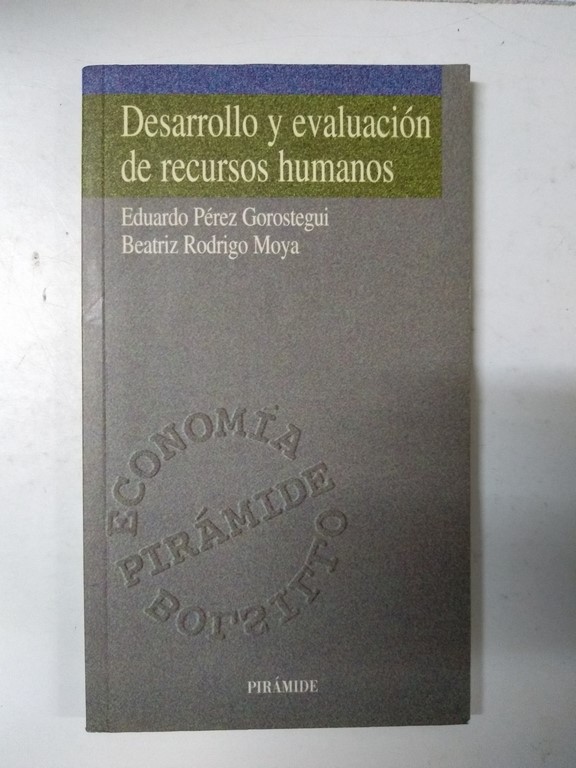 Desarrollo y evaluación
de recursos humanos
Eduardo Pérez Gorostegui
Beatriz Rodrigo Moya
ECONOMÍA
PIRÁMIDE
BOLSILLO
PIRÁMIDE